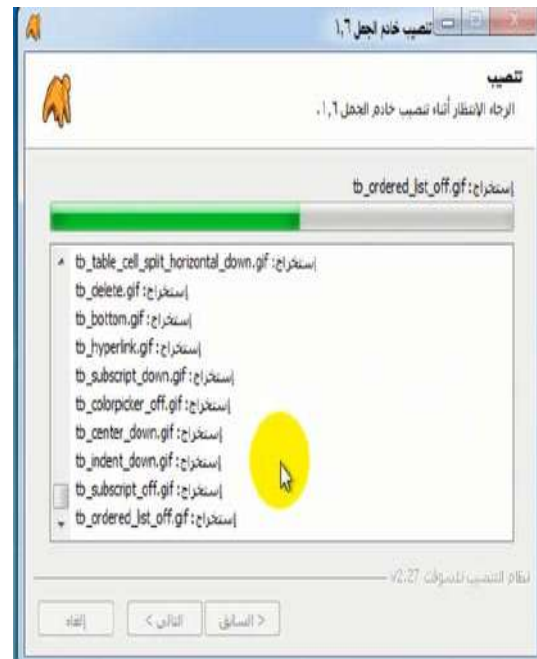 تنصيب خادم الجمل ١,٦
تنصيب
الرجاء الإنتظار أثناء تنصيب خادم الجمل ١,٦.
إستخراج: tb_ordered_list_off.gif
إستخراج: tb_table_cell_split_horizontal_down.gif
إستخراج: tb_delete.gif
إستخراج: tb_bottom.gif
إستخراج: tb_hyperlink.gif
إستخراج: tb_subscript_down.gif
إستخراج: tb_colorpicker_off.gif
إستخراج: tb_center_down.gif
إستخراج: tb_indent_down.gif
إستخراج: tb_subscript_off.gif
إستخراج: tb_ordered_list_off.gif
نظام التنصيب للسوفت v2.27
< السابق التالى > إلغاء